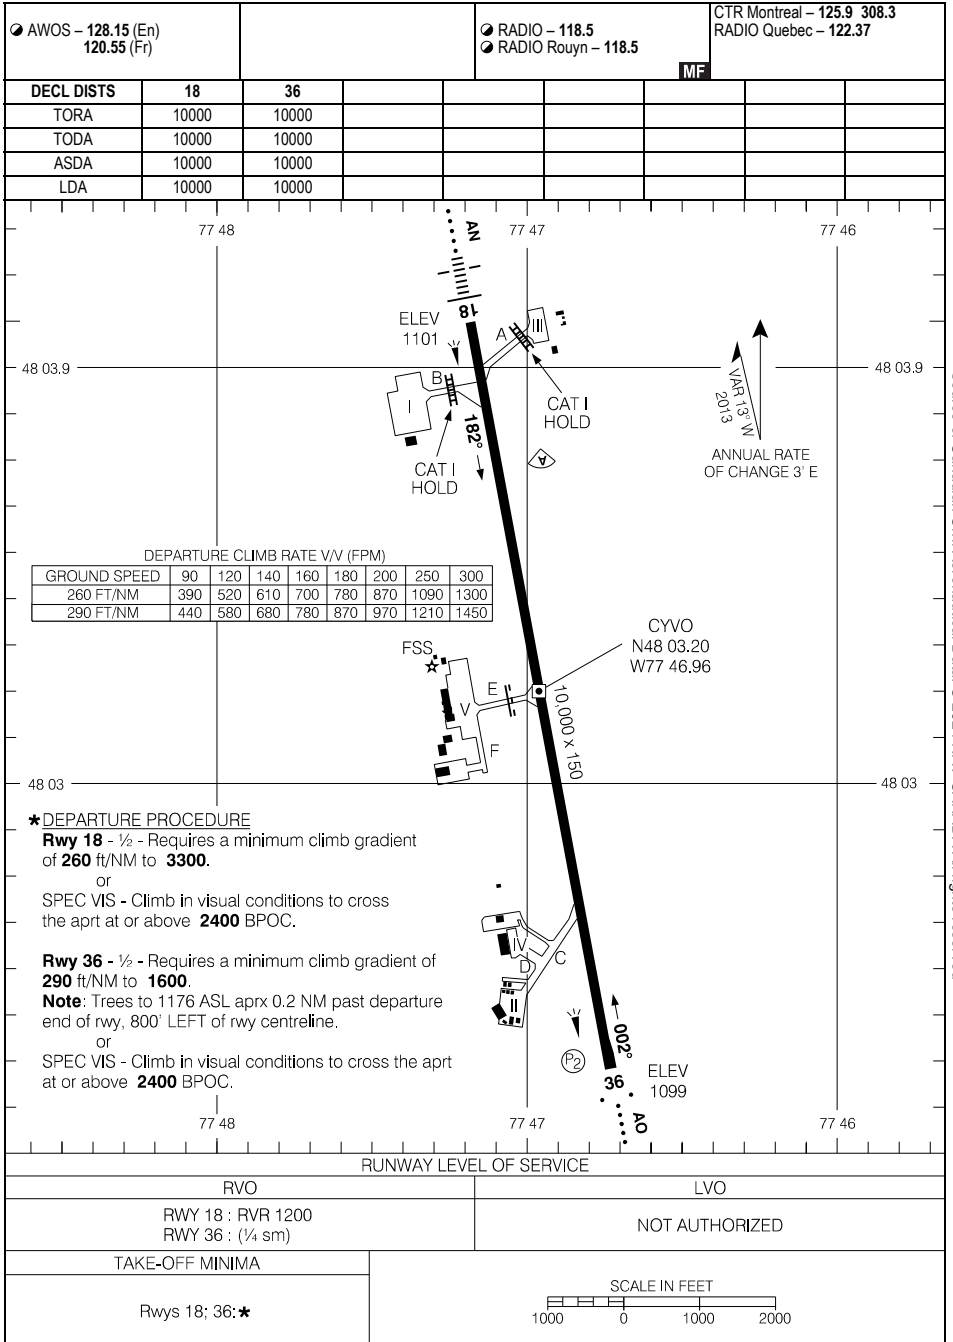 AWOS – 128.15 (En)
120.55 (Fr)
RADIO – 118.5
RADIO Rouyn – 118.5
MF
CTR Montreal – 125.9 308.3
RADIO Quebec – 122.37
DECL DISTS 18 36
TORA 10000 10000
TODA 10000 10000
ASDA 10000 10000
LDA 10000 10000
77 48 77 47 77 46
AN
18
ELEV
1101
A
III
48 03.9 48 03.9
B
I
CAT I
HOLD
182°
CAT I
HOLD
A
VAR 13° W
2013
ANNUAL RATE
OF CHANGE 3' E
DEPARTURE CLIMB RATE V/V (FPM)
GROUND SPEED 90 120 140 160 180 200 250 300
260 FT/NM 390 520 610 700 780 870 1090 1300
290 FT/NM 440 580 680 780 870 970 1210 1450
CYVO
N48 03.20
W77 46.96
FSS
E
V
F
10,000 x 150
48 03 48 03
★DEPARTURE PROCEDURE
Rwy 18 - ½ - Requires a minimum climb gradient
of 260 ft/NM to 3300.
or
SPEC VIS - Climb in visual conditions to cross
the aprt at or above 2400 BPOC.
Rwy 36 - ½ - Requires a minimum climb gradient of
290 ft/NM to 1600.
Note: Trees to 1176 ASL aprx 0.2 NM past departure
end of rwy, 800' LEFT of rwy centreline.
or
SPEC VIS - Climb in visual conditions to cross the aprt
at or above 2400 BPOC.
IV
D
C
II
P2
002°
36
ELEV
1099
AO
77 48 77 47 77 46
RUNWAY LEVEL OF SERVICE
RVO LVO
RWY 18 : RVR 1200
RWY 36 : (¼ sm)
NOT AUTHORIZED
TAKE-OFF MINIMA
Rwys 18; 36:★
SCALE IN FEET
1000 0 1000 2000